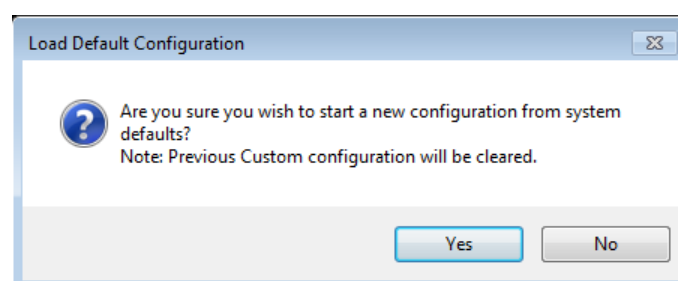 Load Default Configuration
Are you sure you wish to start a new configuration from system
defaults?
Note: Previous Custom configuration will be cleared.
Yes
No